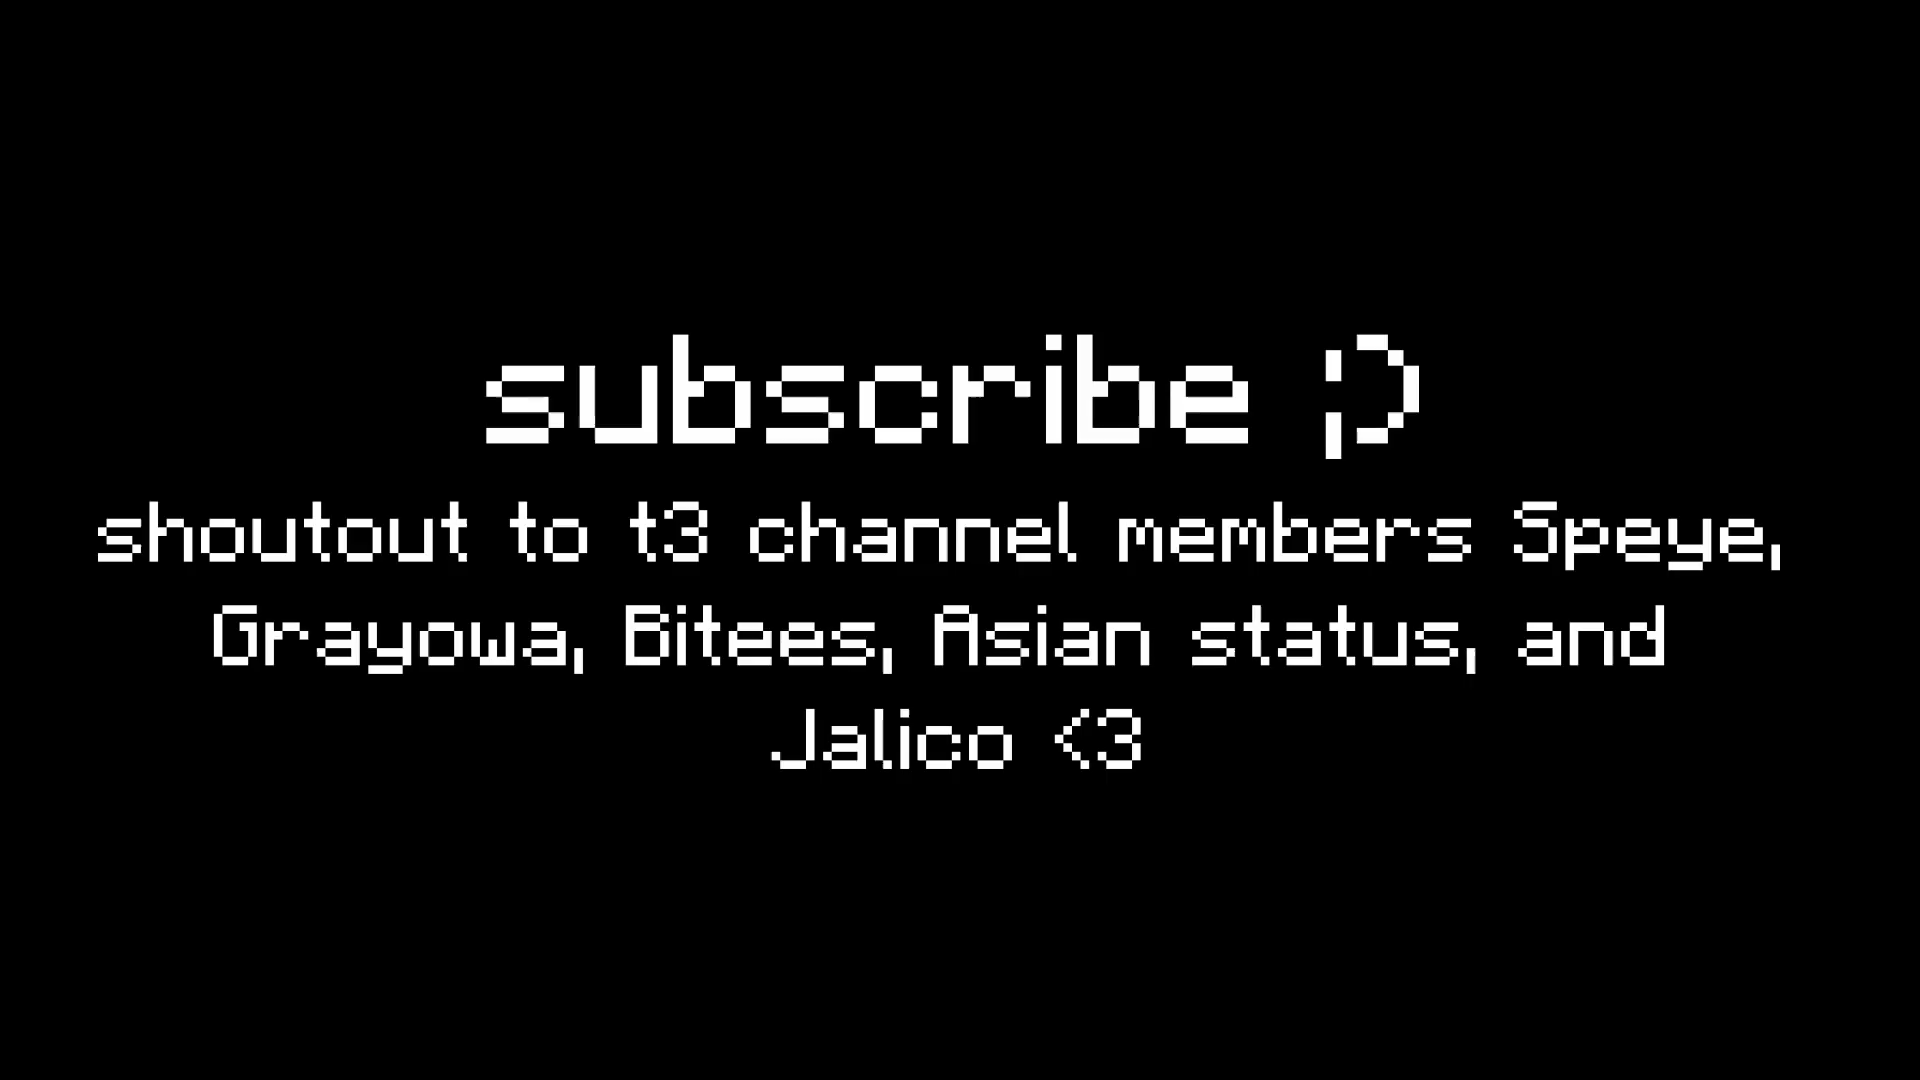 subscribe ;)
shoutout to t3 channel members Speye,
Grayowa, Bitees, Asian status, and
Jalico <3